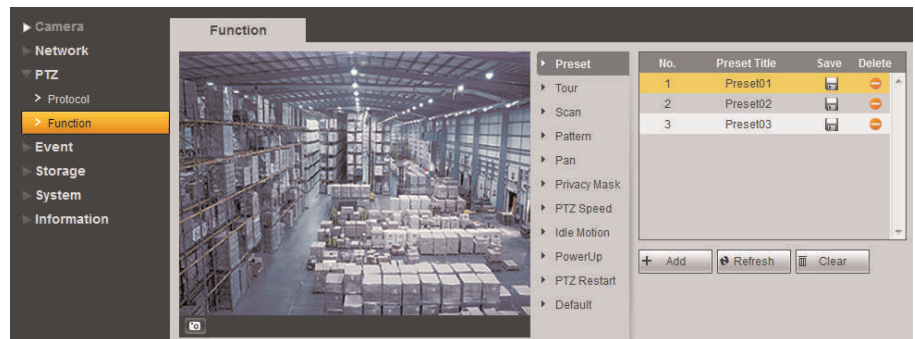 Camera
Network
PTZ
> Protocol
> Function
Event
Storage
System
Information
Function
Preset
Tour
Scan
Pattern
Pan
Privacy Mask
PTZ Speed
Idle Motion
PowerUp
PTZ Restart
Default
No. Preset Title Save Delete
1 Preset01
2 Preset02
3 Preset03
+ Add
Refresh
Clear